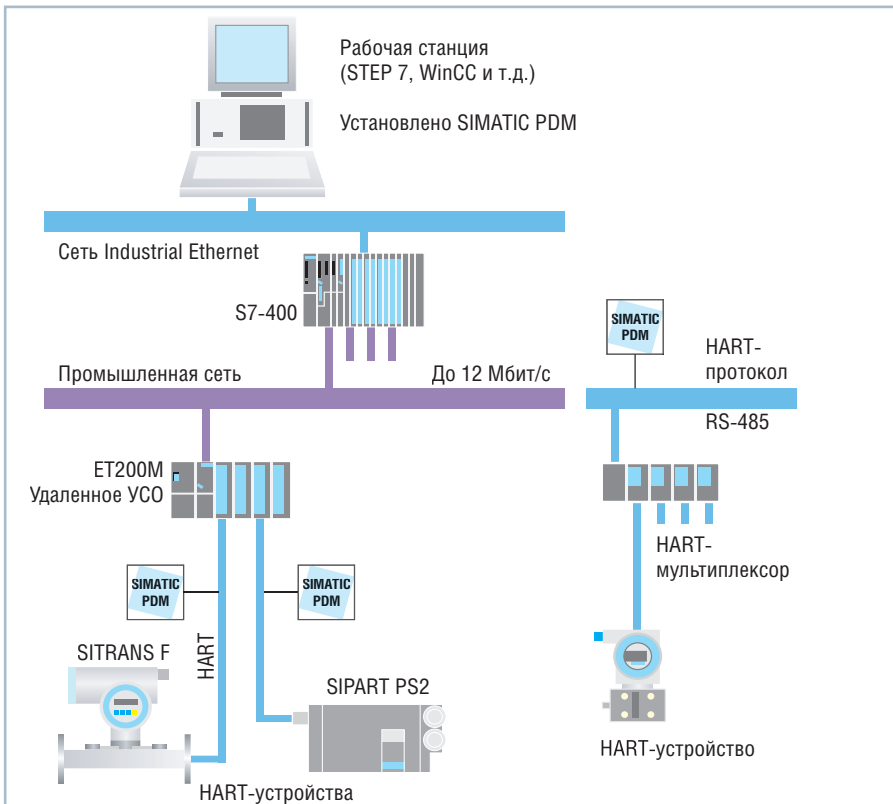 Рабочая станция
(STEP 7, WinCC и т.д.)
Установлено SIMATIC PDM
Сеть Industrial Ethernet
S7-400
SIMATIC
PDM
HART-
протокол
Промышленная сеть
До 12 Мбит/с
RS-485
ET200M
Удаленное УСО
HART-
мультиплексор
SIMATIC
PDM
SIMATIC
PDM
HART
SITRANS F
SIPART PS2
HART-устройство
HART-устройства